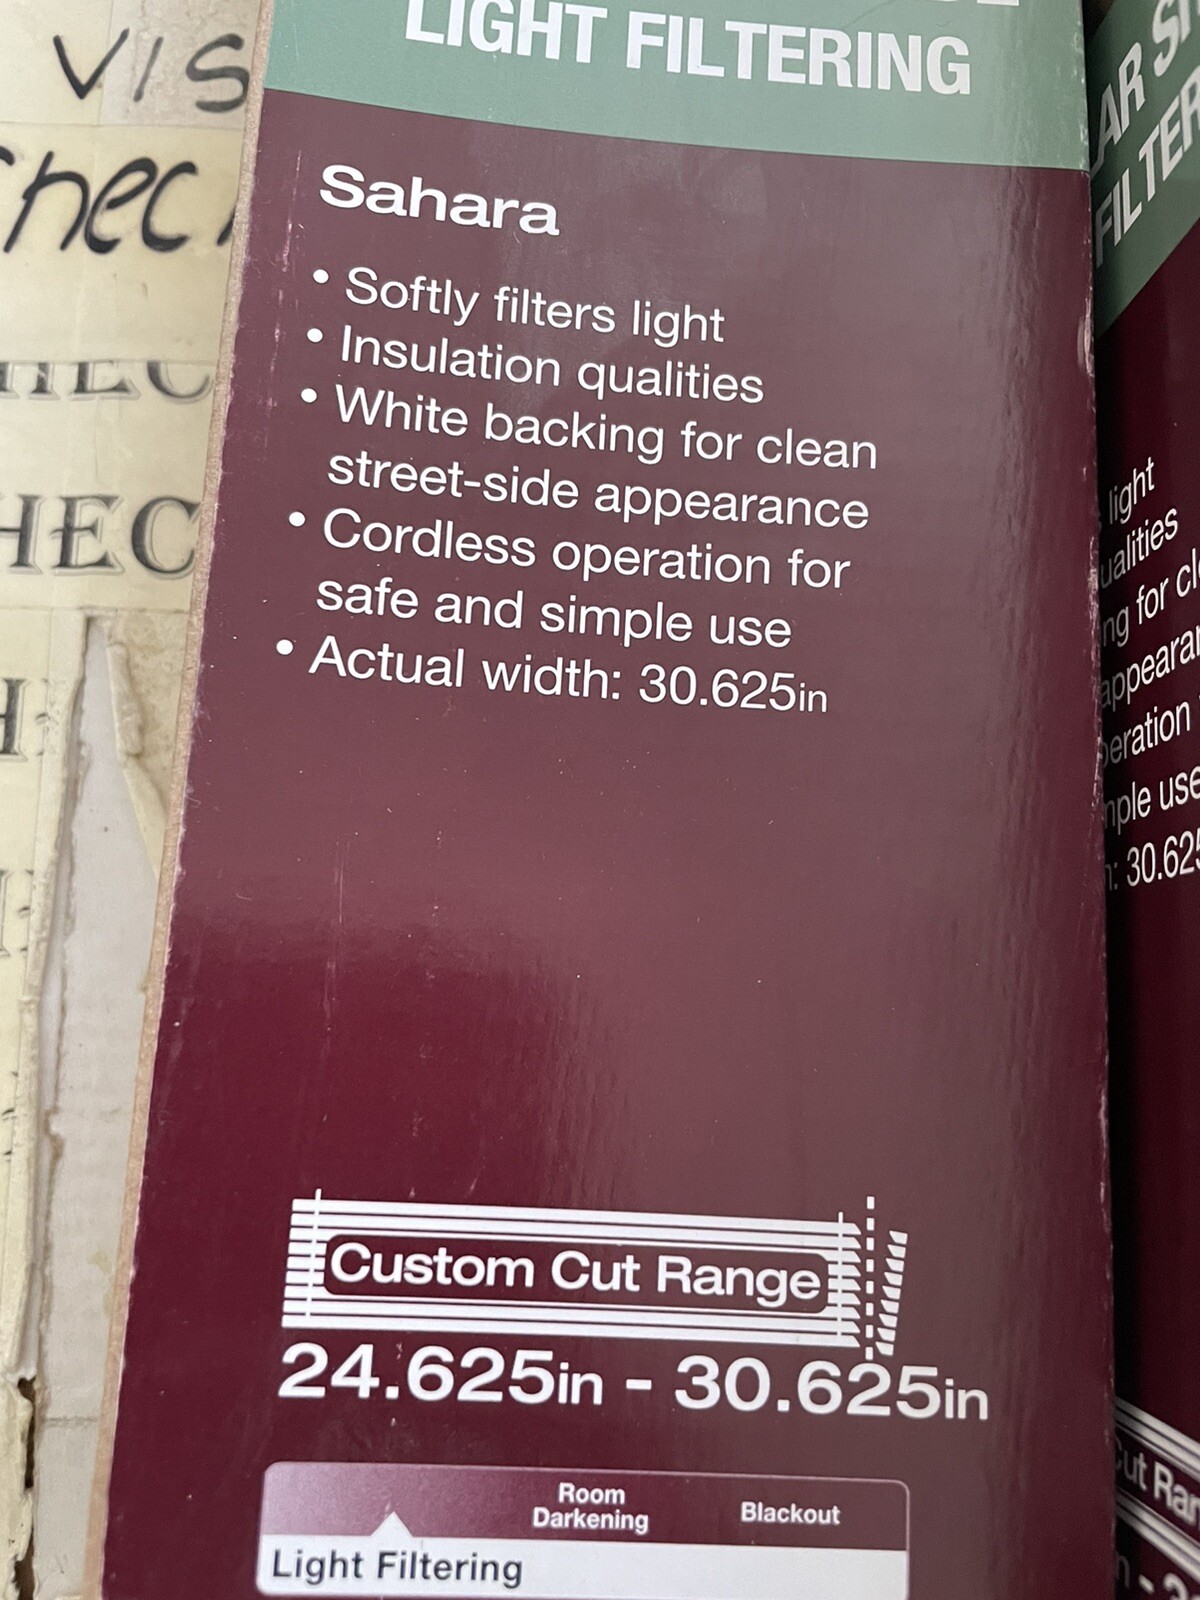 LIGHT FILTERING
Sahara
• Softly filters light
• Insulation qualities
• White backing for clean
street-side appearance
• Cordless operation for
safe and simple use
• Actual width: 30.625in
Custom Cut Range
24.625in - 30.625in
Room
Darkening
Blackout
Light Filtering
VIS
light